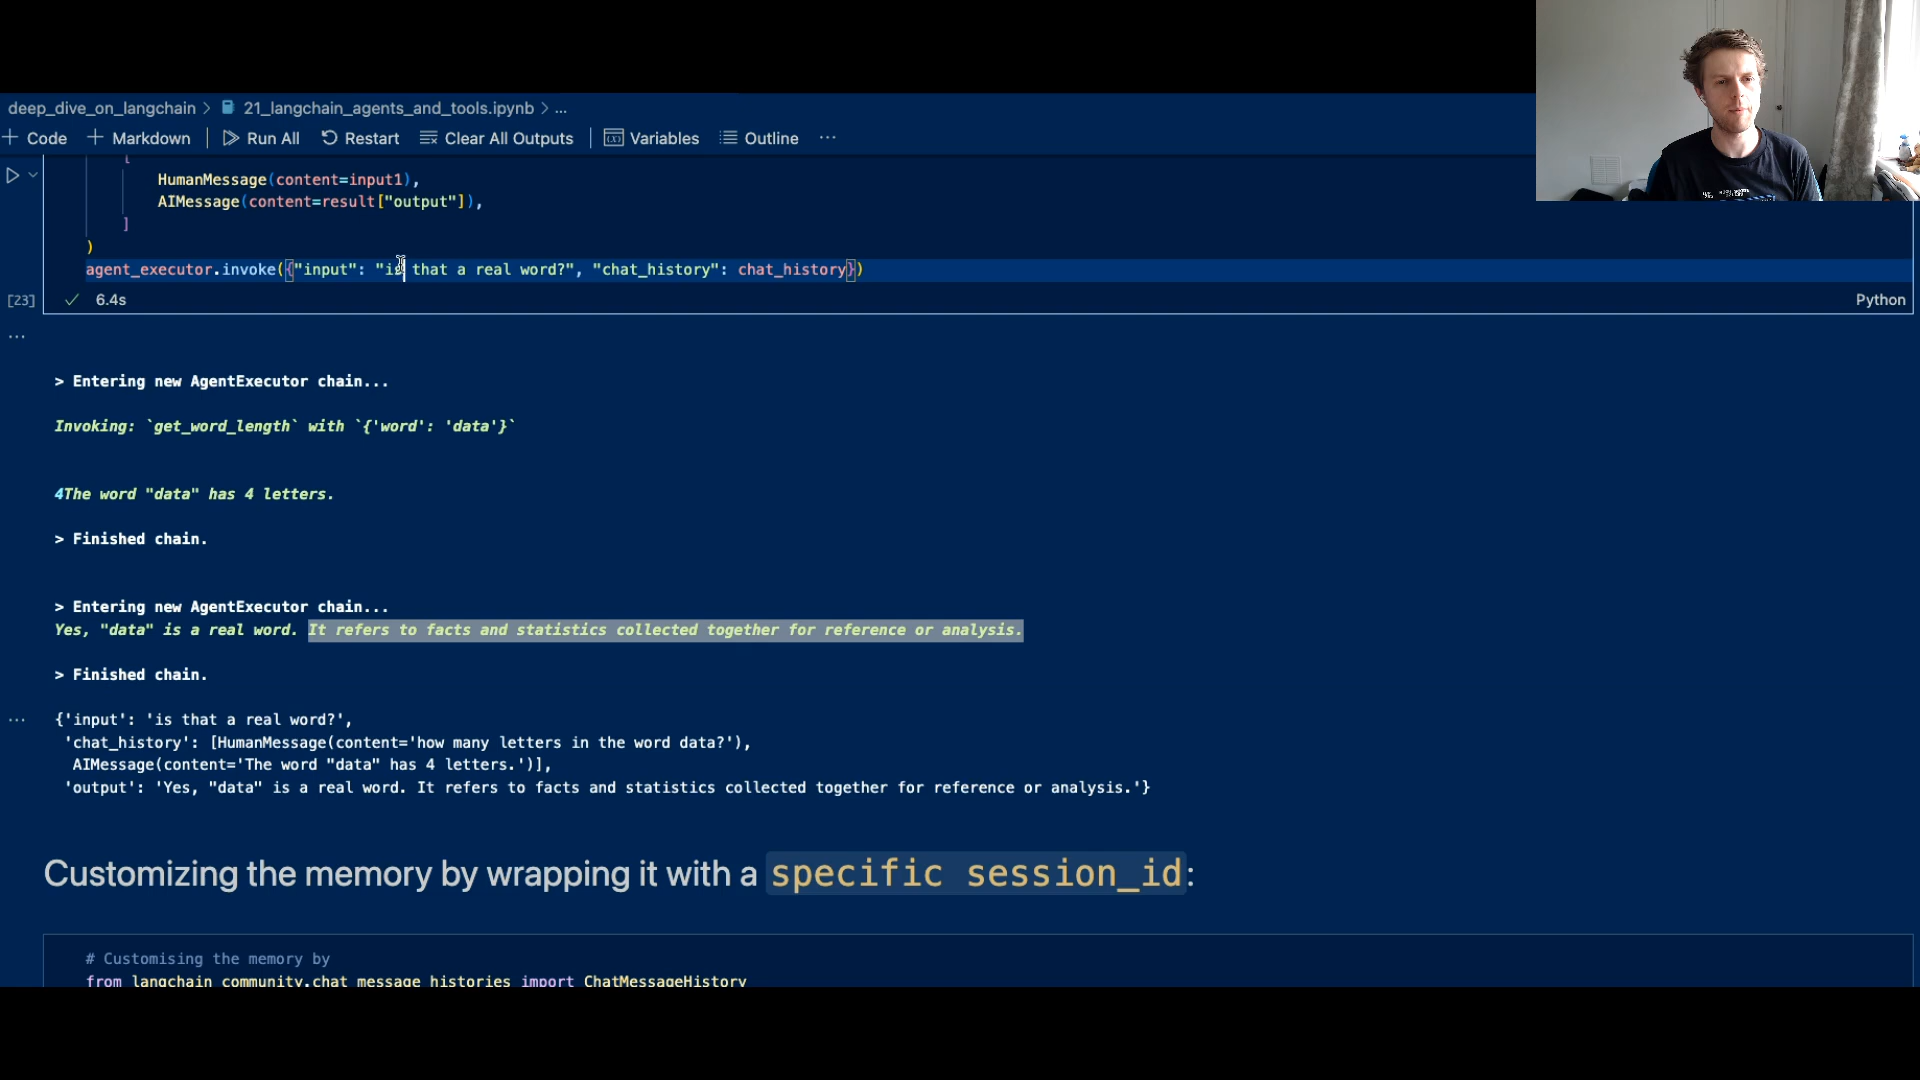 deep_dive_on_langchain > 21_langchain_agents_and_tools.ipynb > ...
+ Code + Markdown | Run All Restart Clear All Outputs | Variables Outline ...
[
HumanMessage(content=input1),
AIMessage(content=result["output"]),
]
)
agent_executor.invoke({"input": "is that a real word?", "chat_history": chat_history})
[23] ✓ 6.4s Python
...
> Entering new AgentExecutor chain...
Invoking: `get_word_length` with `{'word': 'data'}`
4The word "data" has 4 letters.
> Finished chain.
> Entering new AgentExecutor chain...
Yes, "data" is a real word. It refers to facts and statistics collected together for reference or analysis.
> Finished chain.
... {'input': 'is that a real word?',
'chat_history': [HumanMessage(content='how many letters in the word data?'),
AIMessage(content='The word "data" has 4 letters.')],
'output': 'Yes, "data" is a real word. It refers to facts and statistics collected together for reference or analysis.'}
Customizing the memory by wrapping it with a specific session_id:
# Customising the memory by
from langchain_community.chat_message_histories import ChatMessageHistory